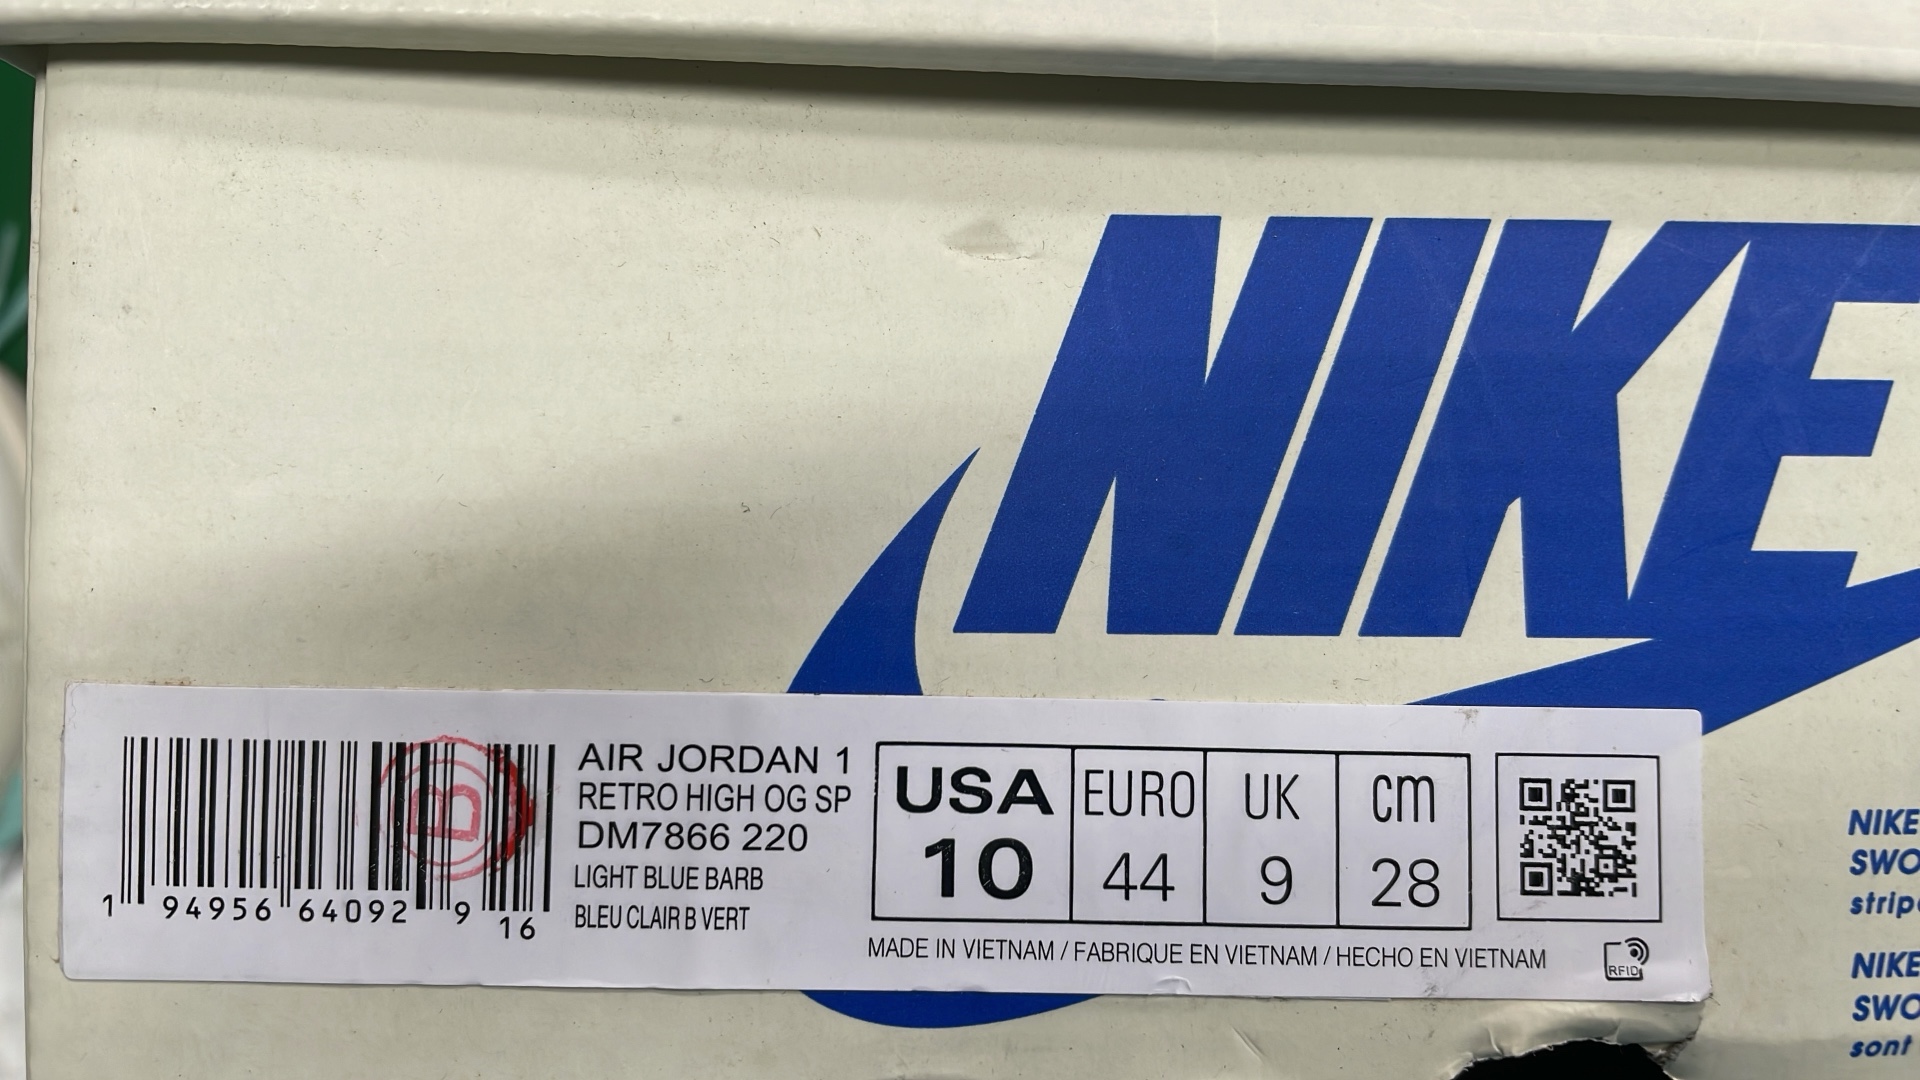 NIKE
AIR JORDAN 1
RETRO HIGH OG SP
DM7866 220
LIGHT BLUE BARB
BLEU CLAIR B VERT
1 94956 64092 9 16
B
USA EURO UK cm
10 44 9 28
MADE IN VIETNAM / FABRIQUE EN VIETNAM / HECHO EN VIETNAM
RFID
NIKE
SWO
strip
NIKE
SWO
sont